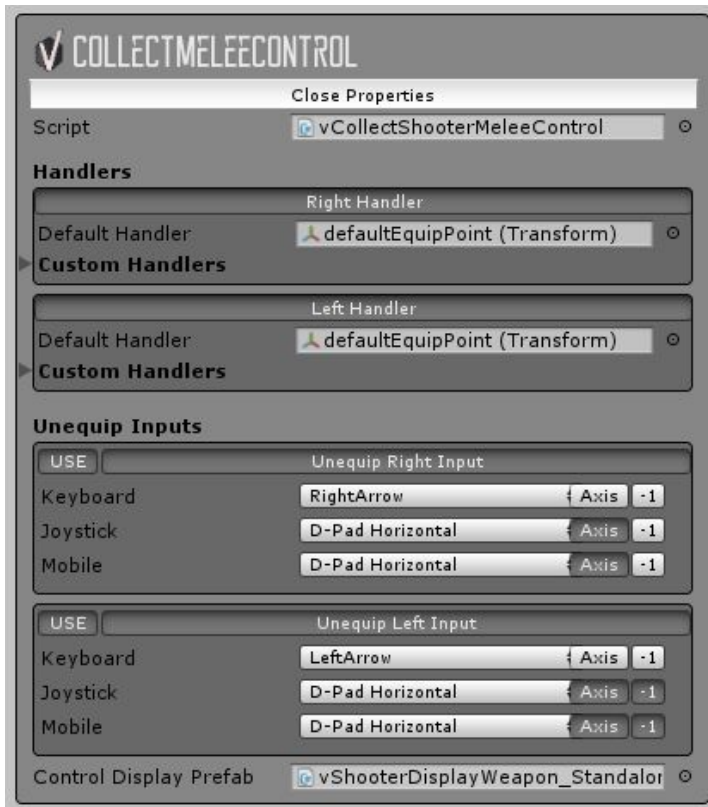 COLLECTMELEECONTROL
Close Properties
Script vCollectShooterMeleeControl
Handlers
Right Handler
Default Handler defaultEquipPoint (Transform)
Custom Handlers
Left Handler
Default Handler defaultEquipPoint (Transform)
Custom Handlers
Unequip Inputs
USE Unequip Right Input
Keyboard RightArrow Axis -1
Joystick D-Pad Horizontal Axis -1
Mobile D-Pad Horizontal Axis -1
USE Unequip Left Input
Keyboard LeftArrow Axis -1
Joystick D-Pad Horizontal Axis -1
Mobile D-Pad Horizontal Axis -1
Control Display Prefab vShooterDisplayWeapon_Standalor